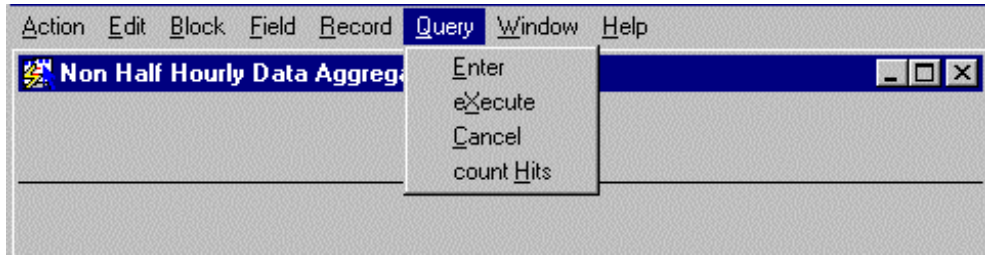 Action Edit Block Field Record Query Window Help
Non Half Hourly Data Aggrega
Enter
eXecute
Cancel
count Hits